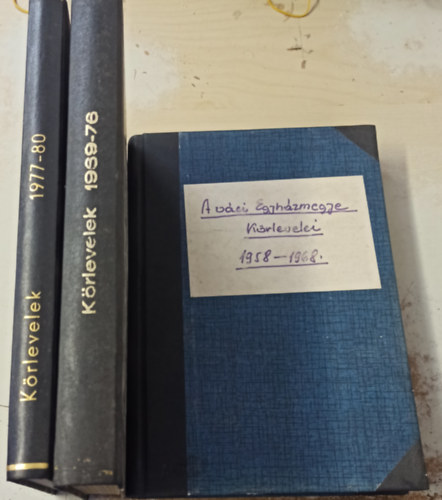 Körlevelek 1977-80
Körlevelek 1969-76
A váci Egyházmegye
Körlevelei
1958-1968.